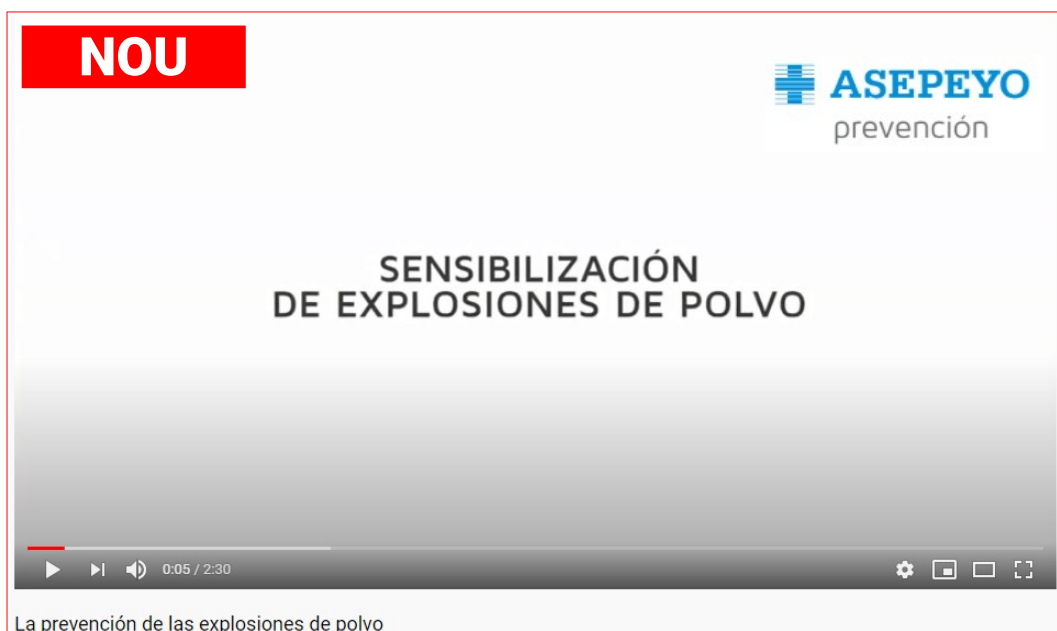 NOU
ASEPEYO
prevención
SENSIBILIZACIÓN
DE EXPLOSIONES DE POLVO
0:05 / 2:30
La prevención de las explosiones de polvo